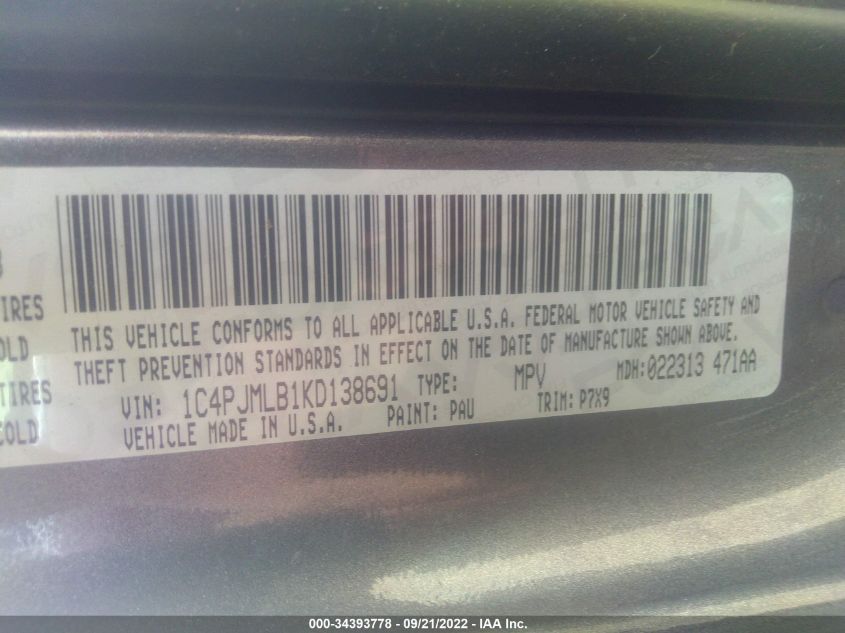 3
TIRES
COLD
TIRES
COLD
THIS VEHICLE CONFORMS TO ALL APPLICABLE U.S.A. FEDERAL MOTOR VEHICLE SAFETY AND
THEFT PREVENTION STANDARDS IN EFFECT ON THE DATE OF MANUFACTURE SHOWN ABOVE.
VIN: 1C4PJMLB1KD138691 TYPE: MPV MDH:022313 471AA
VEHICLE MADE IN U.S.A. PAINT: PAU TRIM: P7X9
000-34393778 - 09/21/2022 - IAA Inc.